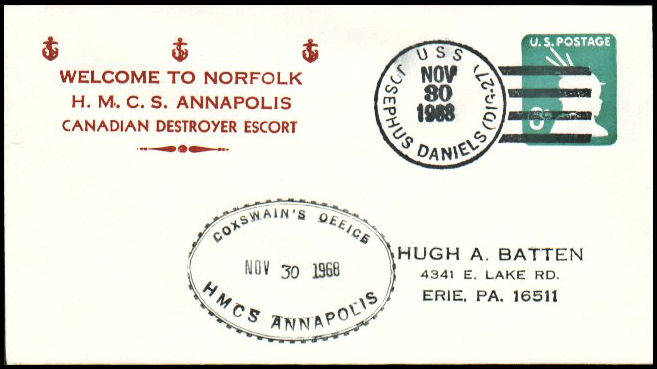 WELCOME TO NORFOLK
H. M. C. S. ANNAPOLIS
CANADIAN DESTROYER ESCORT
USS
JOSEPHUS DANIELS (DLG-27)
NOV
30
1968
U.S. POSTAGE
6¢
COXSWAIN'S OFFICE
NOV 30 1968
HMCS ANNAPOLIS
HUGH A. BATTEN
4341 E. LAKE RD.
ERIE, PA. 16511